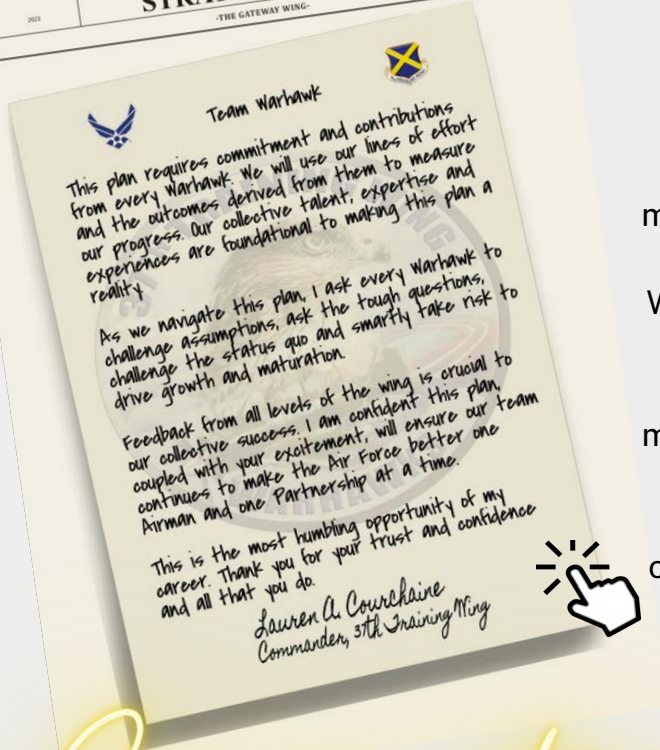 2023
-THE GATEWAY WING-
Team Warhawk
This plan requires commitment and contributions
from every Warhawk. We will use our lines of effort
and the outcomes derived from them to measure
our progress. Our collective talent, expertise and
experiences are foundational to making this plan a
reality
As we navigate this plan, I ask every Warhawk to
challenge assumptions, ask the tough questions,
challenge the status quo and smartly take risk to
drive growth and maturation.
Feedback from all levels of the wing is crucial to
our collective success. I am confident this plan,
coupled with your excitement, will ensure our team
continues to make the Air Force better one
Airman and one Partnership at a time.
This is the most humbling opportunity of my
career. Thank you for your trust and confidence
and all that you do.
Lauren A. Courchaine
Commander, 37th Training Wing